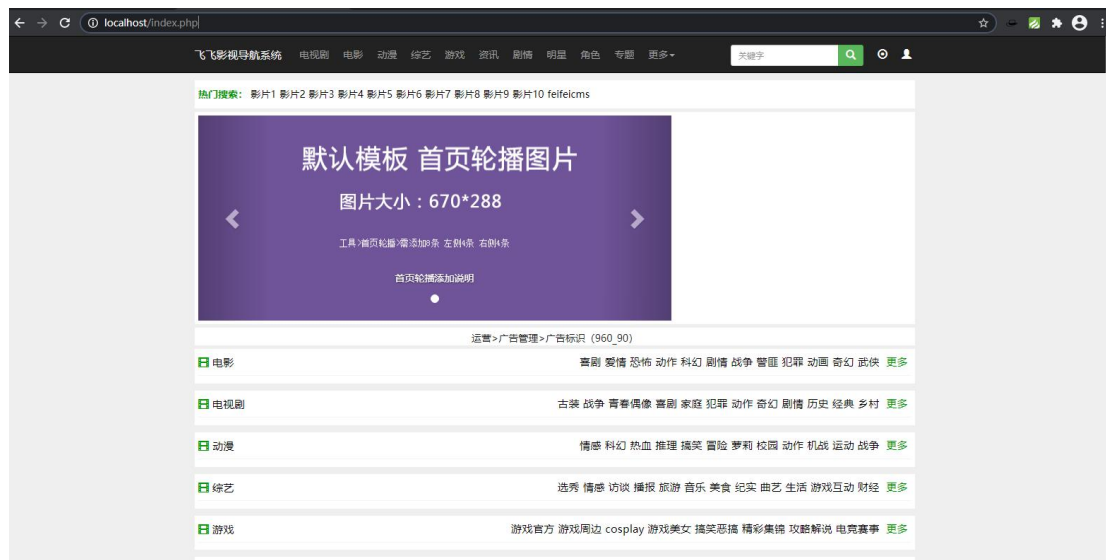 localhost/index.php
飞飞影视导航系统 电视剧 电影 动漫 综艺 游戏 资讯 剧情 明星 角色 专题 更多 关键字
热门搜索： 影片1 影片2 影片3 影片4 影片5 影片6 影片7 影片8 影片9 影片10 feifeicms
默认模板 首页轮播图片
图片大小：670*288
工具>首页轮播>需添加8条 左侧4条 右侧4条
首页轮播添加说明
运营>广告管理>广告标识（960_90）
电影 喜剧 爱情 恐怖 动作 科幻 剧情 战争 警匪 犯罪 动画 奇幻 武侠 更多
电视剧 古装 战争 青春偶像 喜剧 家庭 犯罪 动作 奇幻 剧情 历史 经典 乡村 更多
动漫 情感 科幻 热血 推理 搞笑 冒险 萝莉 校园 动作 机战 运动 战争 更多
综艺 选秀 情感 访谈 播报 旅游 音乐 美食 纪实 曲艺 生活 游戏互动 财经 更多
游戏 游戏官方 游戏周边 cosplay 游戏美女 搞笑恶搞 精彩集锦 攻略解说 电竞赛事 更多